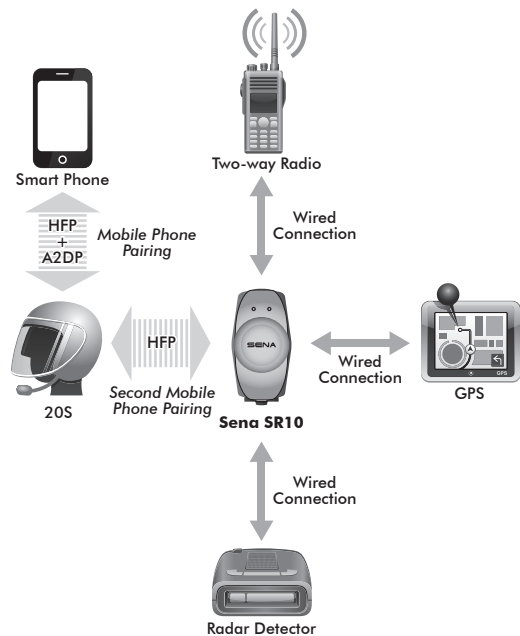 Two-way Radio
Smart Phone
Wired
Connection
HFP
+
A2DP
Mobile Phone
Pairing
HFP
SENA
Wired
Connection
GPS
Second Mobile
Phone Pairing
20S
Sena SR10
GPS
Wired
Connection
Radar Detector